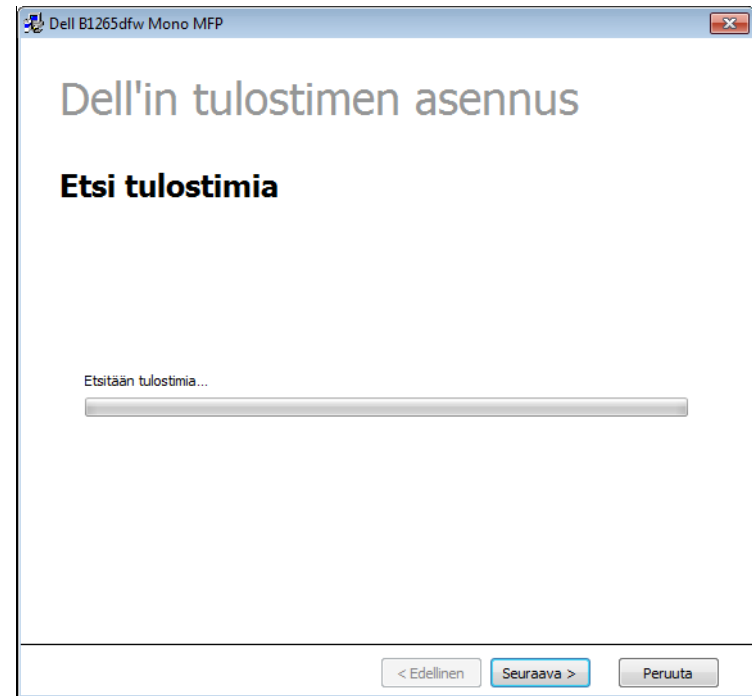 Dell B1265dfw Mono MFP
Dell'in tulostimen asennus
Etsi tulostimia
Etsitään tulostimia...
< Edellinen
Seuraava >
Peruuta